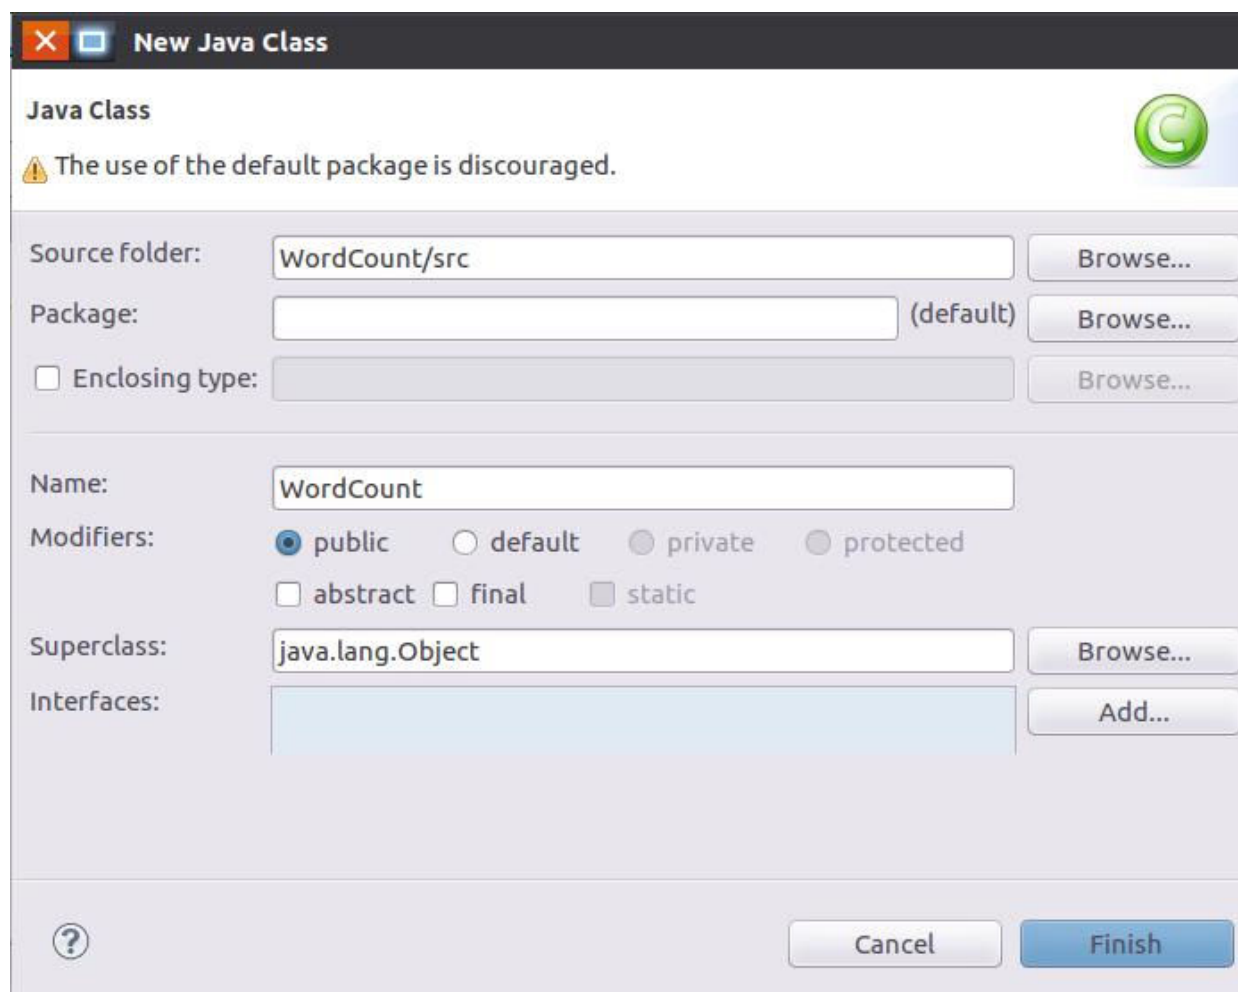 New Java Class
Java Class
The use of the default package is discouraged.
Source folder: WordCount/src Browse...
Package: (default) Browse...
Enclosing type: Browse...
Name: WordCount
Modifiers: public default private protected
abstract final static
Superclass: java.lang.Object Browse...
Interfaces: Add...
Cancel Finish